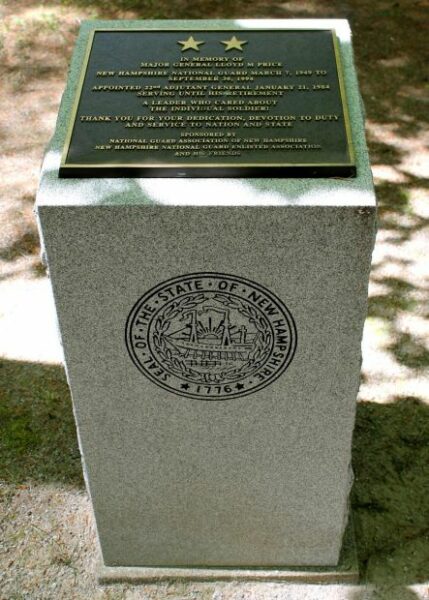 IN MEMORY OF
MAJOR GENERAL LLOYD M PRICE
NEW HAMPSHIRE NATIONAL GUARD MARCH 7, 1949 TO
SEPTEMBER 30, 1994
APPOINTED 22nd ADJUTANT GENERAL JANUARY 21, 1984
SERVING UNTIL HIS RETIREMENT
A LEADER WHO CARED ABOUT
THE INDIVIDUAL SOLDIER!
THANK YOU FOR YOUR DEDICATION, DEVOTION TO DUTY
AND SERVICE TO NATION AND STATE
SPONSORED BY
NATIONAL GUARD ASSOCIATION OF NEW HAMPSHIRE
NEW HAMPSHIRE NATIONAL GUARD ENLISTED ASSOCIATION
AND HIS FRIENDS
SEAL · OF · THE · STATE · OF · NEW HAMPSHIRE ·
1776